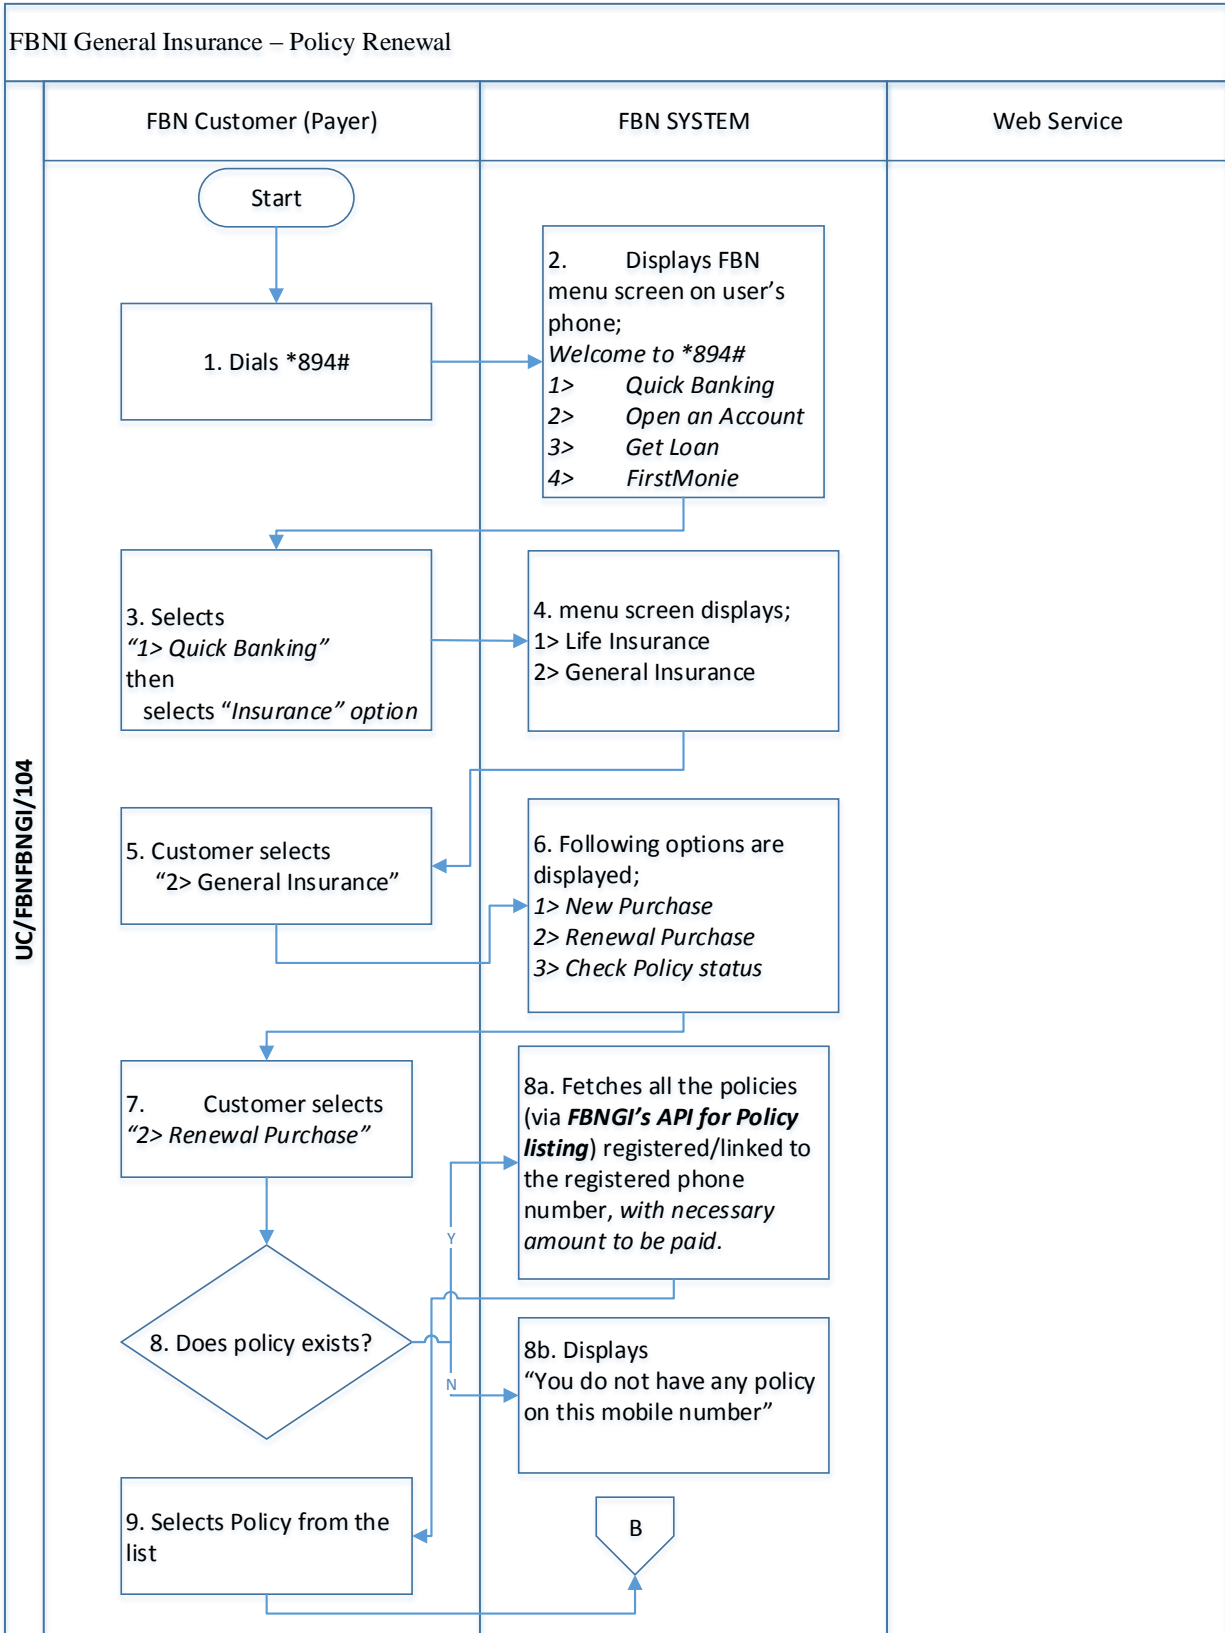 FBNI General Insurance – Policy Renewal
FBN Customer (Payer)
FBN SYSTEM
Web Service
UC/FBNFBNGI/104
Start
1. Dials *894#
2. Displays FBN
menu screen on user’s
phone;
Welcome to *894#
1> Quick Banking
2> Open an Account
3> Get Loan
4> FirstMonie
3. Selects
“1> Quick Banking”
then
selects “Insurance” option
4. menu screen displays;
1> Life Insurance
2> General Insurance
5. Customer selects
“2> General Insurance”
6. Following options are
displayed;
1> New Purchase
2> Renewal Purchase
3> Check Policy status
7. Customer selects
“2> Renewal Purchase”
8a. Fetches all the policies
(via FBNGI’s API for Policy
listing) registered/linked to
the registered phone
number, with necessary
amount to be paid.
Y
8. Does policy exists?
N
8b. Displays
“You do not have any policy
on this mobile number”
9. Selects Policy from the
list
B